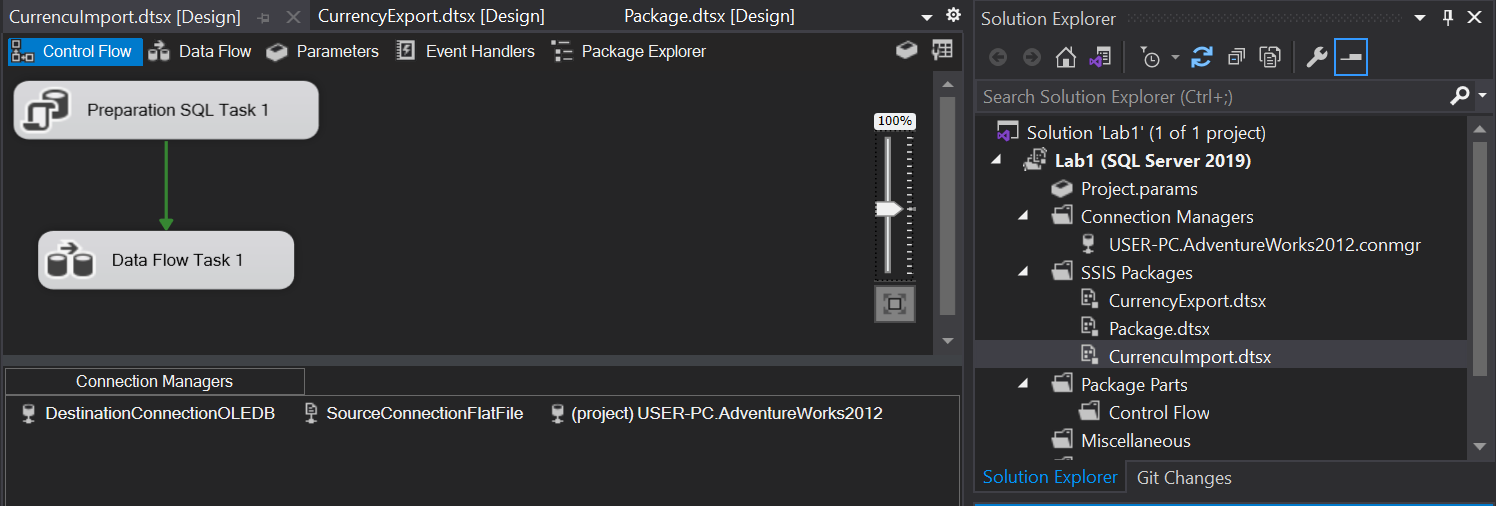 CurrencuImport.dtsx [Design]
CurrencyExport.dtsx [Design]
Package.dtsx [Design]
Control Flow
Data Flow
Parameters
Event Handlers
Package Explorer
Preparation SQL Task 1
100%
Data Flow Task 1
Connection Managers
DestinationConnectionOLEDB
SourceConnectionFlatFile
(project) USER-PC.AdventureWorks2012
Solution Explorer
Search Solution Explorer (Ctrl+;)
Solution 'Lab1' (1 of 1 project)
Lab1 (SQL Server 2019)
Project.params
Connection Managers
USER-PC.AdventureWorks2012.conmgr
SSIS Packages
CurrencyExport.dtsx
Package.dtsx
CurrencuImport.dtsx
Package Parts
Control Flow
Miscellaneous
Solution Explorer
Git Changes